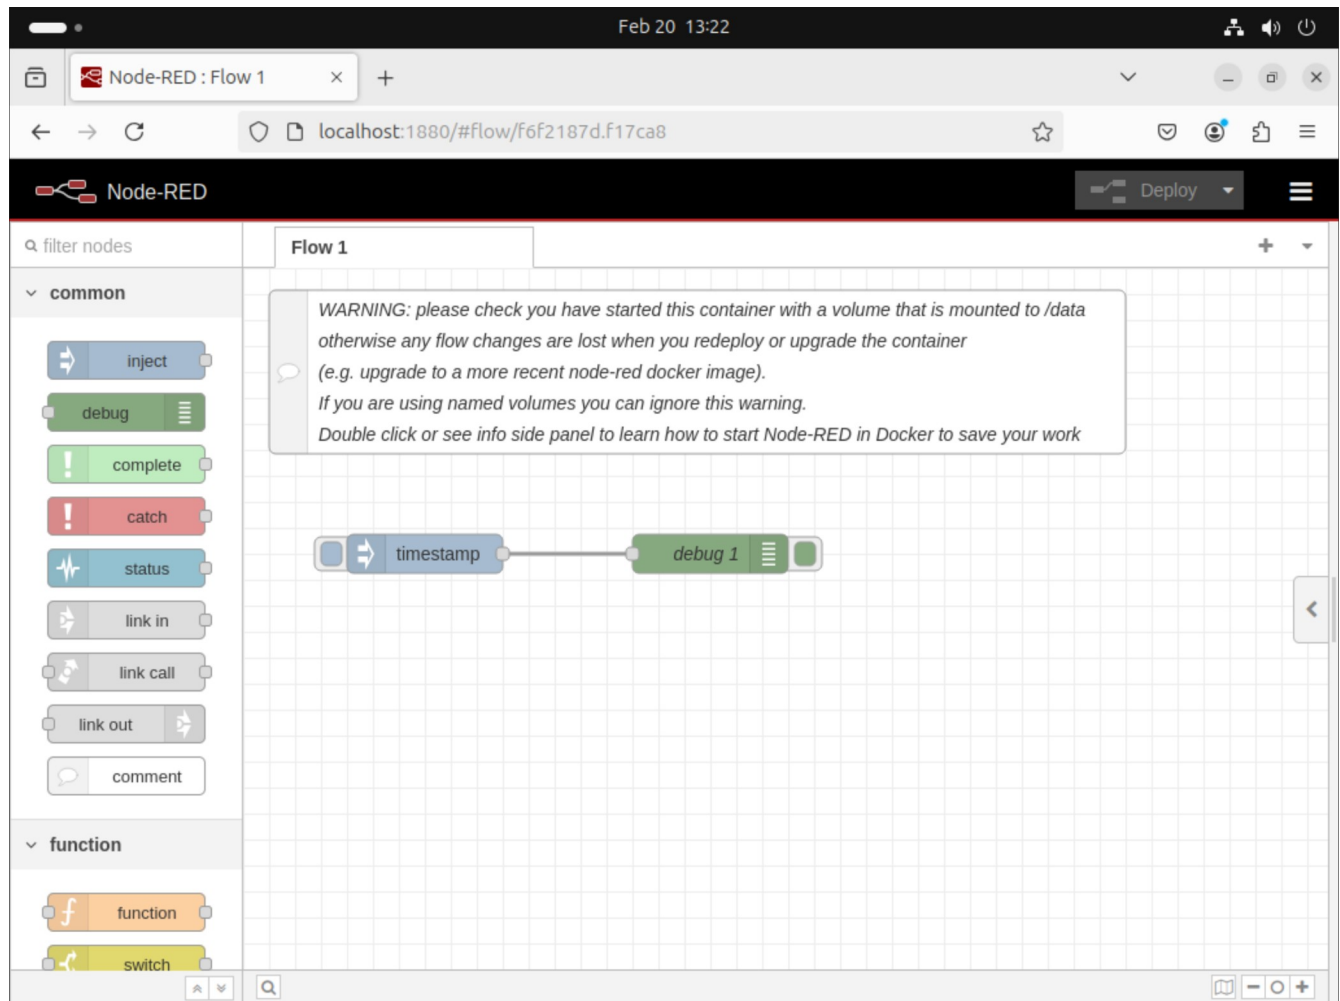 Feb 20 13:22
Node-RED : Flow 1
localhost:1880/#flow/f6f2187d.f17ca8
Node-RED
Deploy
filter nodes
Flow 1
common
inject
debug
complete
catch
status
link in
link call
link out
comment
function
function
switch
WARNING: please check you have started this container with a volume that is mounted to /data
otherwise any flow changes are lost when you redeploy or upgrade the container
(e.g. upgrade to a more recent node-red docker image).
If you are using named volumes you can ignore this warning.
Double click or see info side panel to learn how to start Node-RED in Docker to save your work
timestamp
debug 1